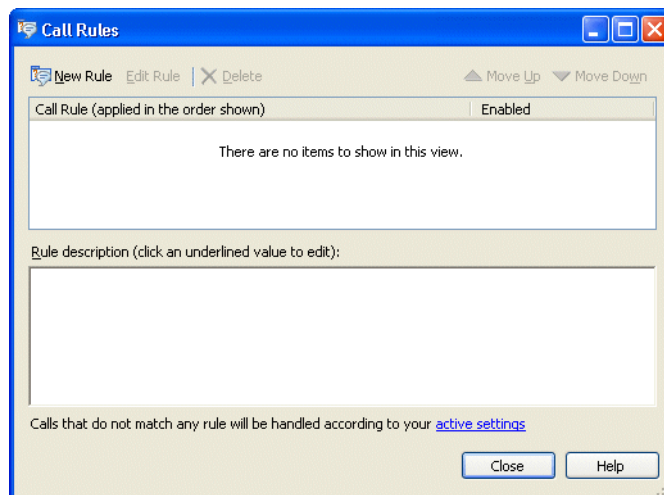 Call Rules
New Rule Edit Rule Delete Move Up Move Down
Call Rule (applied in the order shown) Enabled
There are no items to show in this view.
Rule description (click an underlined value to edit):
Calls that do not match any rule will be handled according to your active settings
Close Help